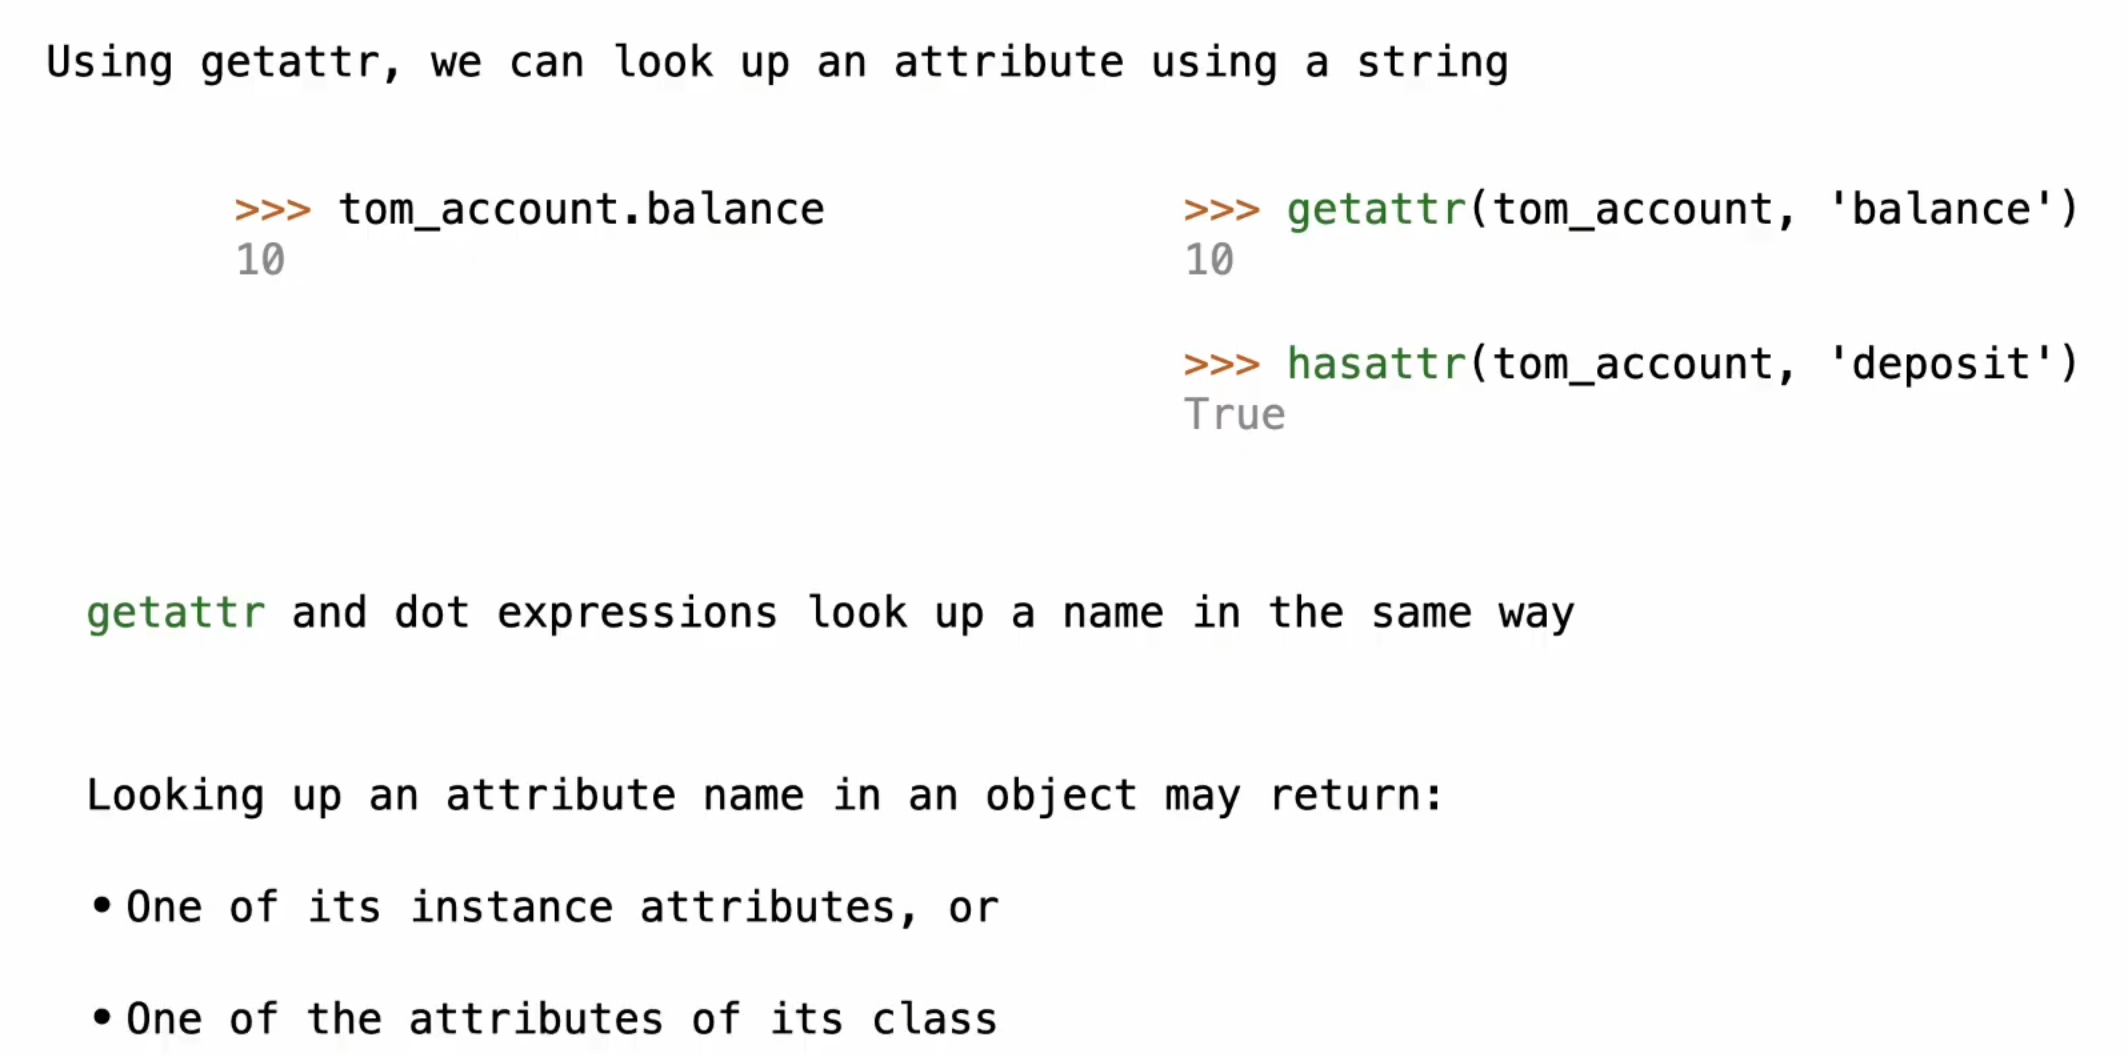 Using getattr, we can look up an attribute using a string
>>> tom_account.balance
10
>>> getattr(tom_account, 'balance')
10
>>> hasattr(tom_account, 'deposit')
True
getattr and dot expressions look up a name in the same way
Looking up an attribute name in an object may return:
• One of its instance attributes, or
• One of the attributes of its class